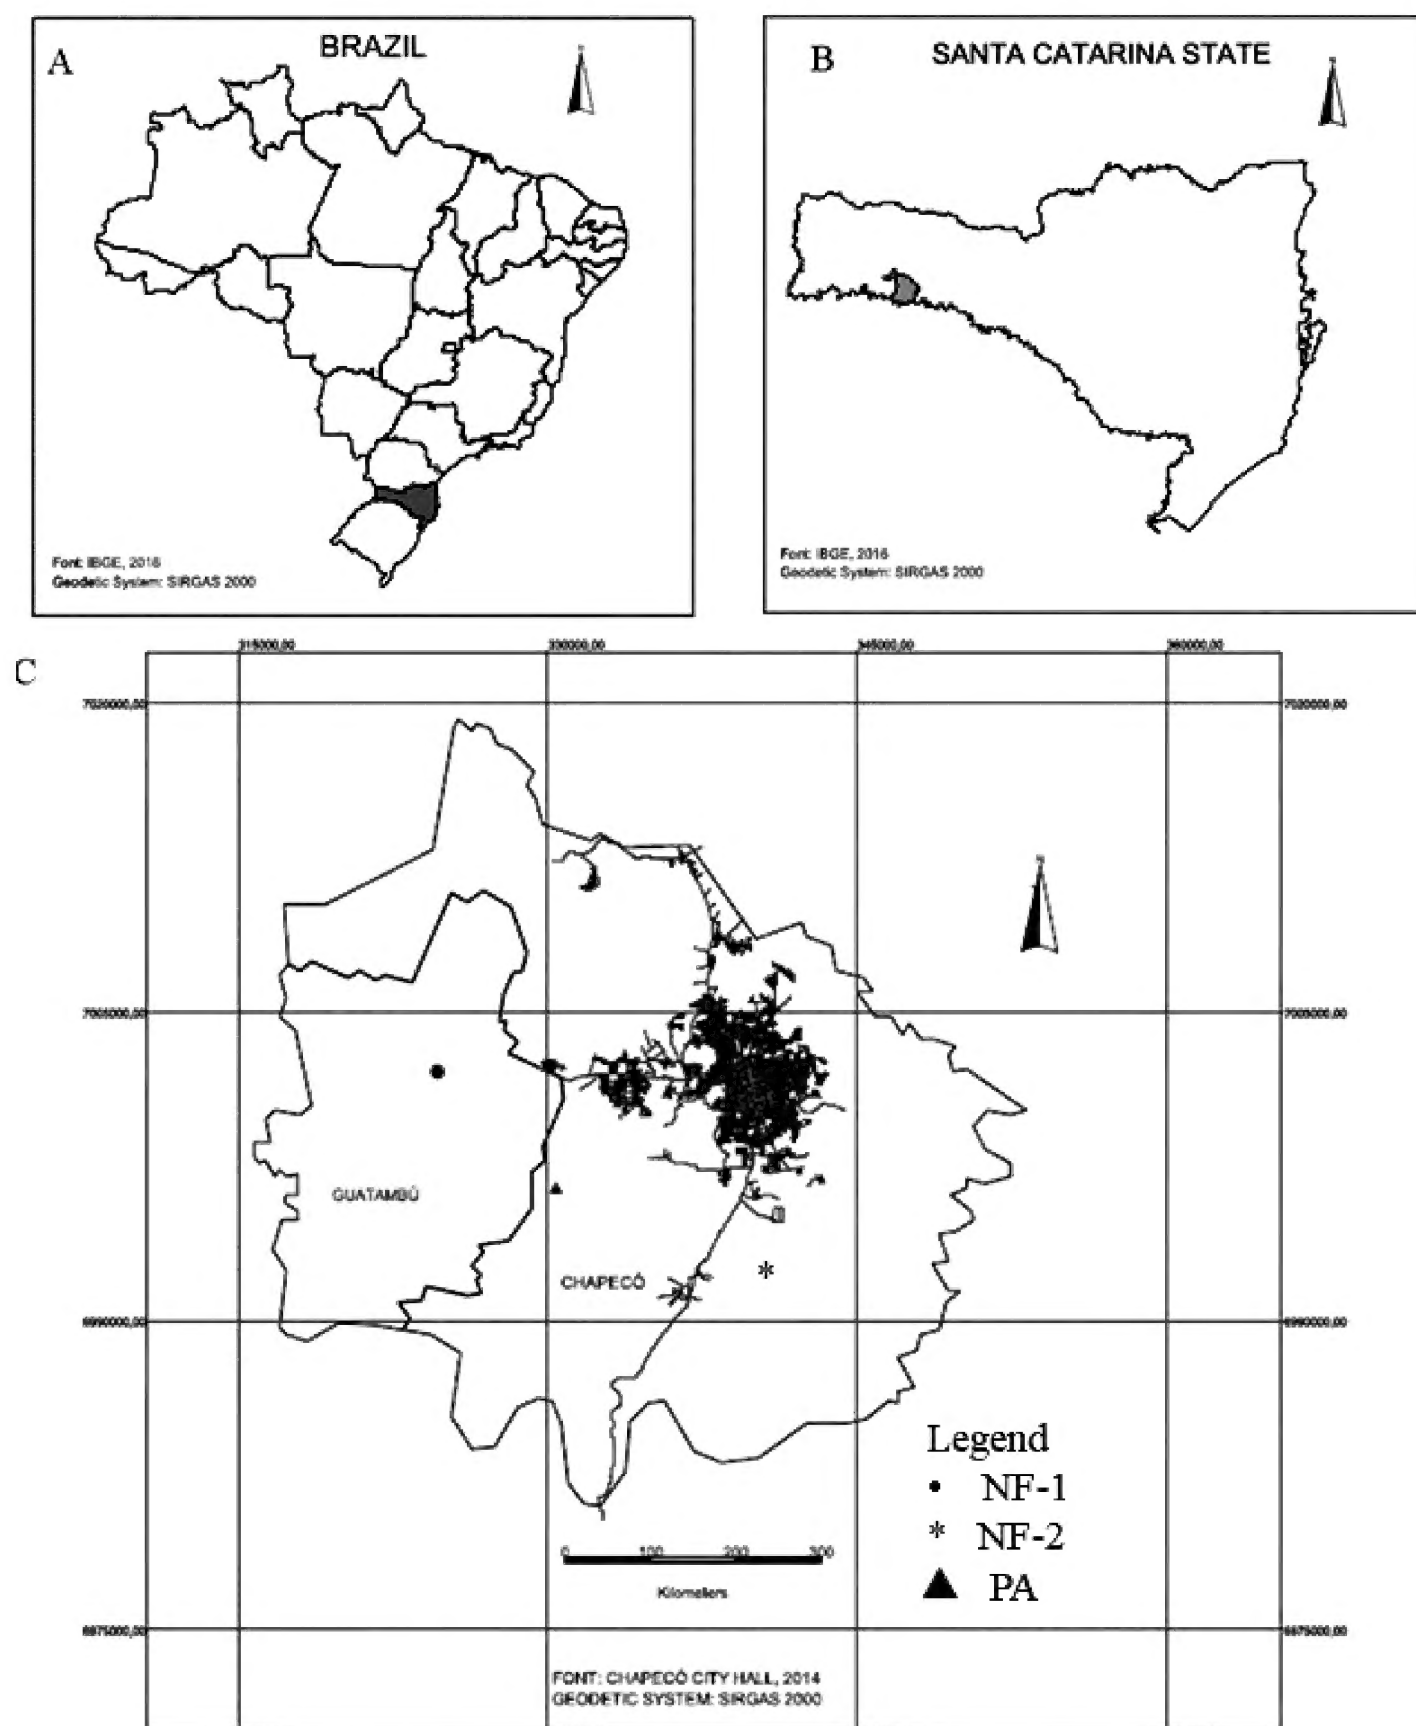 A
BRAZIL
Font: IBGE, 2016
Geodetic System: SIRGAS 2000
B
SANTA CATARINA STATE
Font: IBGE, 2016
Geodetic System: SIRGAS 2000
C
315000,00 330000,00 345000,00 360000,00
7020000,00 7020000,00
7005000,00 7005000,00
GUATAMBÚ
CHAPECÓ
6990000,00 6990000,00
Legend
NF-1
NF-2
PA
0 100 200 300
Kilometers
6975000,00 6975000,00
FONT: CHAPECÓ CITY HALL, 2014
GEODETIC SYSTEM: SIRGAS 2000